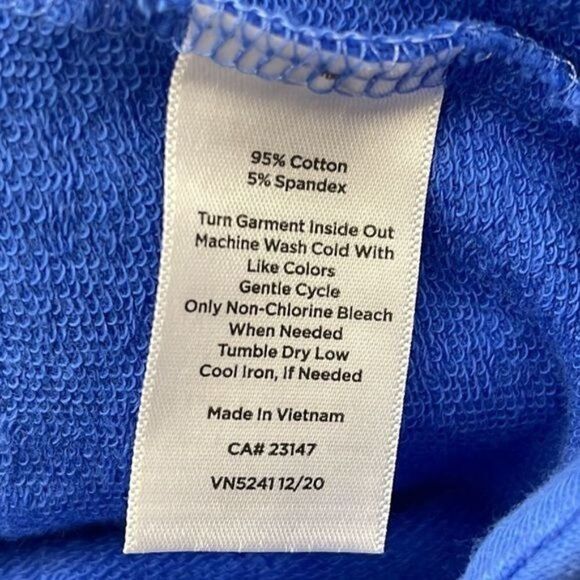 95% Cotton
5% Spandex
Turn Garment Inside Out
Machine Wash Cold With
Like Colors
Gentle Cycle
Only Non-Chlorine Bleach
When Needed
Tumble Dry Low
Cool Iron, If Needed
Made In Vietnam
CA# 23147
VN5241 12/20